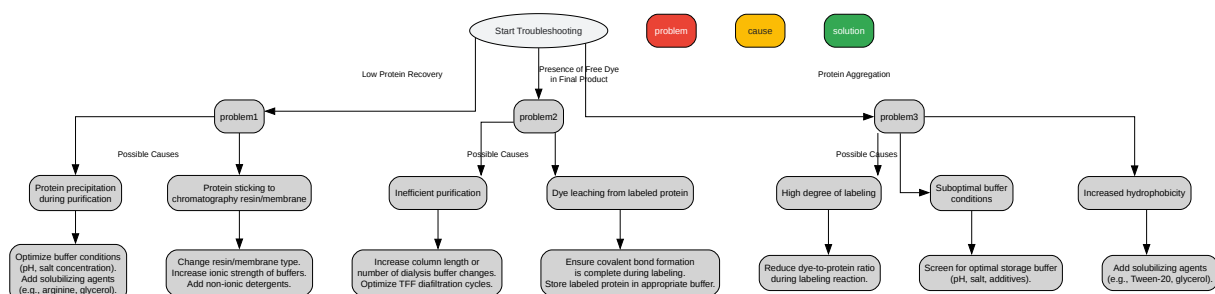 Start Troubleshooting
problem
cause
solution
Low Protein Recovery
Presence of Free Dye
in Final Product
Protein Aggregation
problem1
problem2
problem3
Possible Causes
Possible Causes
Possible Causes
Protein precipitation
during purification
Protein sticking to
chromatography resin/membrane
Inefficient purification
Dye leaching from labeled protein
High degree of labeling
Suboptimal buffer
conditions
Increased hydrophobicity
Optimize buffer conditions
(pH, salt concentration).
Add solubilizing agents
(e.g., arginine, glycerol).
Change resin/membrane type.
Increase ionic strength of buffers.
Add non-ionic detergents.
Increase column length or
number of dialysis buffer changes.
Optimize TFF diafiltration cycles.
Ensure covalent bond formation
is complete during labeling.
Store labeled protein in appropriate buffer.
Reduce dye-to-protein ratio
during labeling reaction.
Screen for optimal storage buffer
(pH, salt, additives).
Add solubilizing agents
(e.g., Tween-20, glycerol).